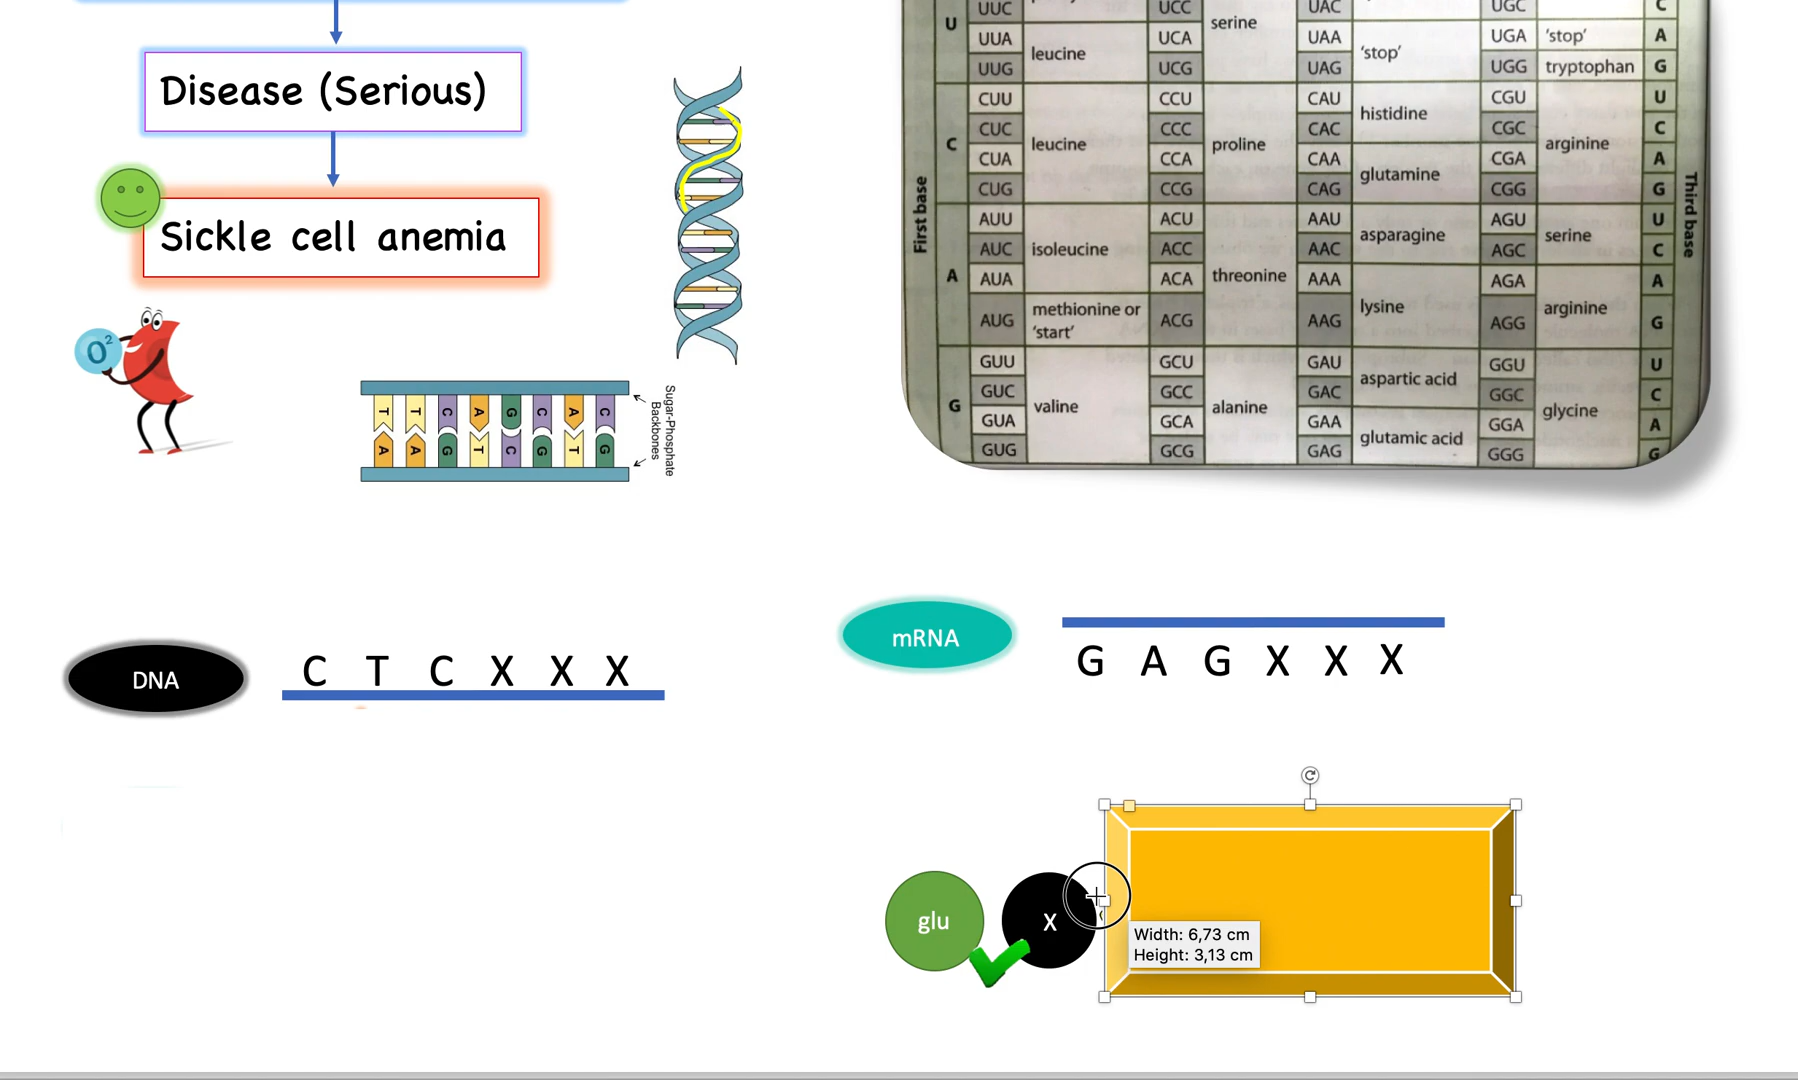 Disease (Serious)
Sickle cell anemia
O2
T T C A G C A C
A A G T C G T G
Sugar-Phosphate
Backbones
First base
Third base
U
UUC
UCC
serine
UAC
UGC
C
UUA
leucine
UCA
UAA
'stop'
UGA
'stop'
A
UUG
UCG
UAG
UGG
tryptophan
G
C
CUU
leucine
CCU
proline
CAU
histidine
CGU
arginine
U
CUC
CCC
CAC
CGC
C
CUA
CCA
CAA
glutamine
CGA
A
CUG
CCG
CAG
CGG
G
A
AUU
isoleucine
ACU
threonine
AAU
asparagine
AGU
serine
U
AUC
ACC
AAC
AGC
C
AUA
ACA
AAA
lysine
AGA
arginine
A
AUG
methionine or
'start'
ACG
AAG
AGG
G
G
GUU
valine
GCU
alanine
GAU
aspartic acid
GGU
glycine
U
GUC
GCC
GAC
GGC
C
GUA
GCA
GAA
glutamic acid
GGA
A
GUG
GCG
GAG
GGG
G
DNA
C T C X X X
mRNA
G A G X X X
glu
X
Width: 6,73 cm
Height: 3,13 cm